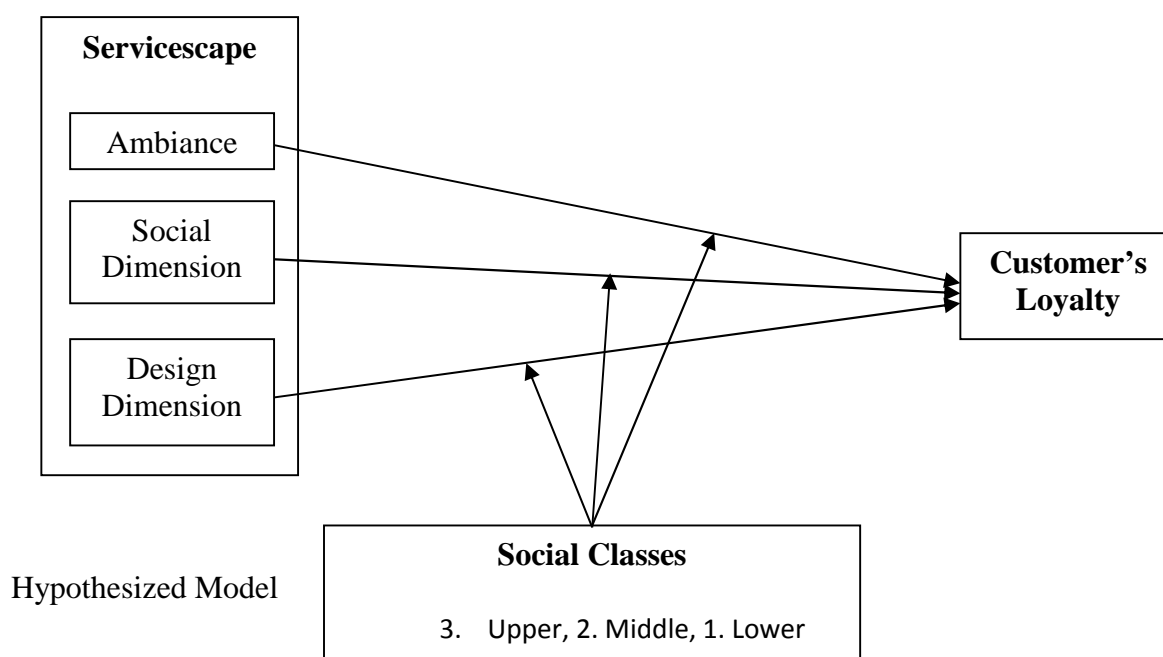 Servicescape
Ambiance
Social
Dimension
Design
Dimension
Customer’s
Loyalty
Social Classes
3. Upper, 2. Middle, 1. Lower
Hypothesized Model